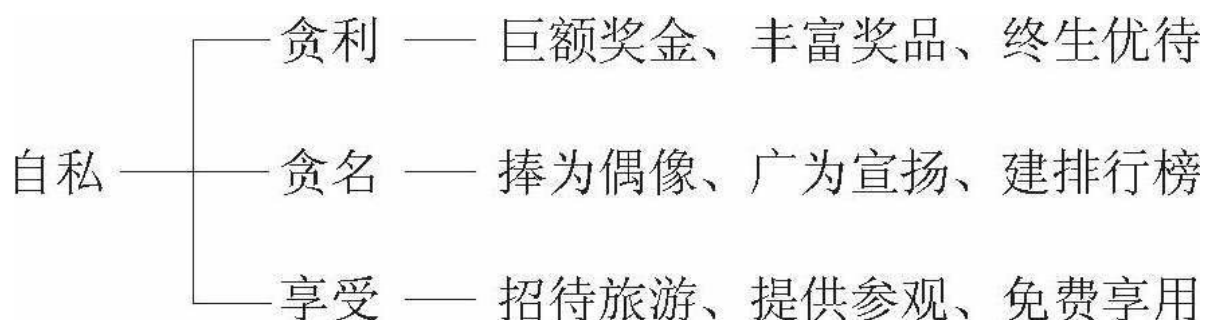 贪利 —— 巨额奖金、丰富奖品、终生优待
自私 —— 贪名 —— 捧为偶像、广为宣扬、建排行榜
享受 —— 招待旅游、提供参观、免费享用